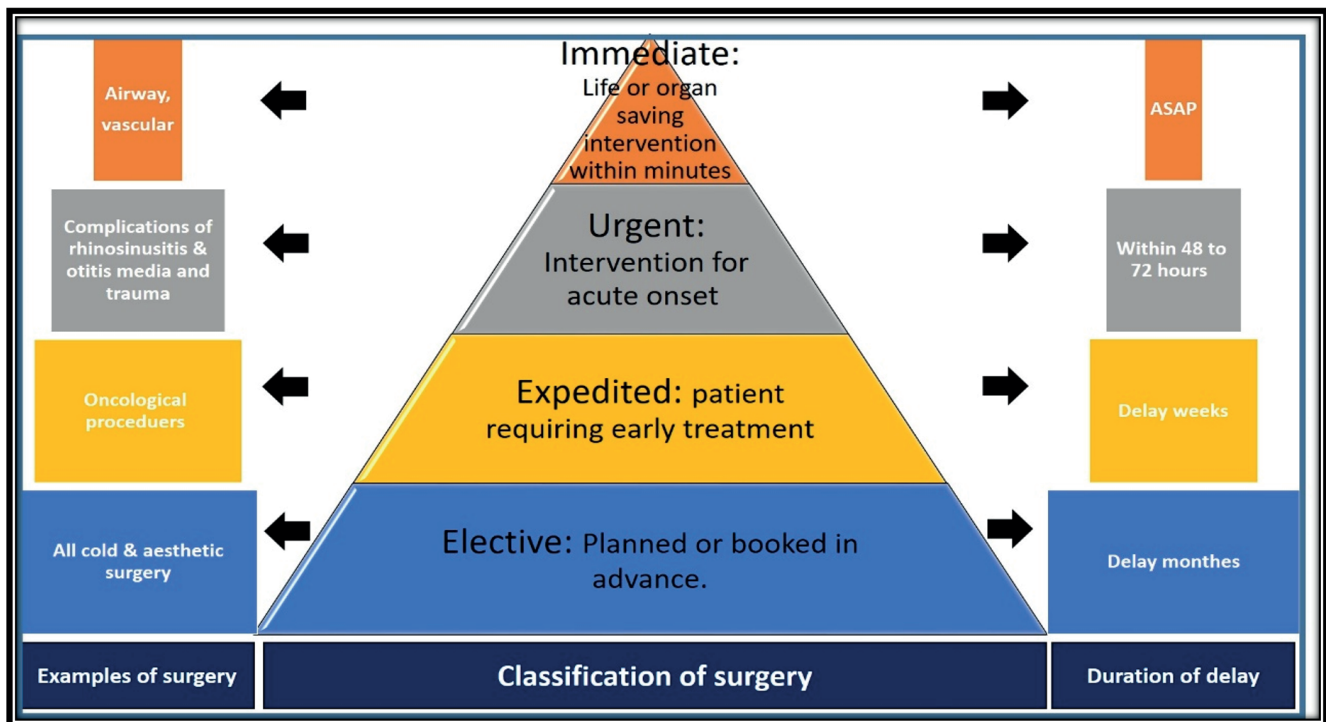 Airway,
vascular
Immediate:
Life or organ
saving
intervention
within minutes
ASAP
Complications of
rhinosinusitis &
otitis media and
trauma
Urgent:
Intervention for
acute onset
Within 48 to
72 hours
Oncological
proceduers
Expedited: patient
requiring early treatment
Delay weeks
All cold & aesthetic
surgery
Elective: Planned or booked in
advance.
Delay monthes
Examples of surgery
Classification of surgery
Duration of delay